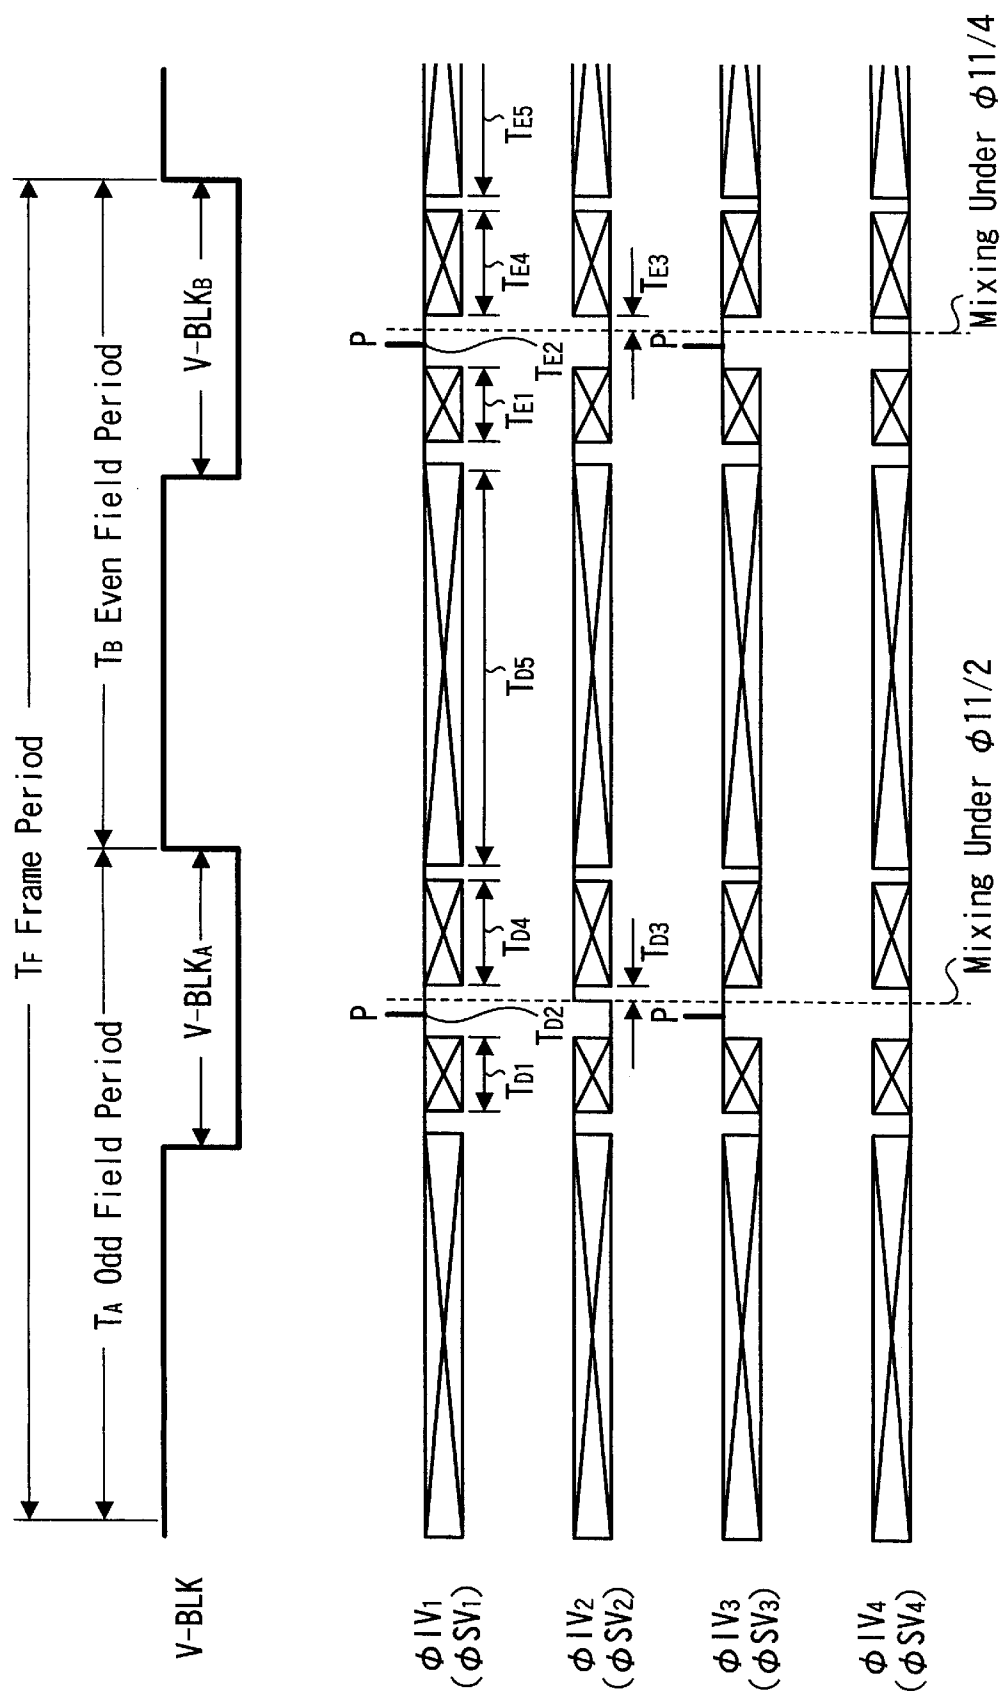 TF Frame Period
TA Odd Field Period
TB Even Field Period
V-BLK
V-BLKA
V-BLKB
P
P
φIV1
(φSV1)
TD1
TD2
TD4
TD5
TE1
TE2
TE4
TE5
φIV2
(φSV2)
TD3
TE3
P
P
φIV3
(φSV3)
φIV4
(φSV4)
Mixing Under φ11/2
Mixing Under φ11/4